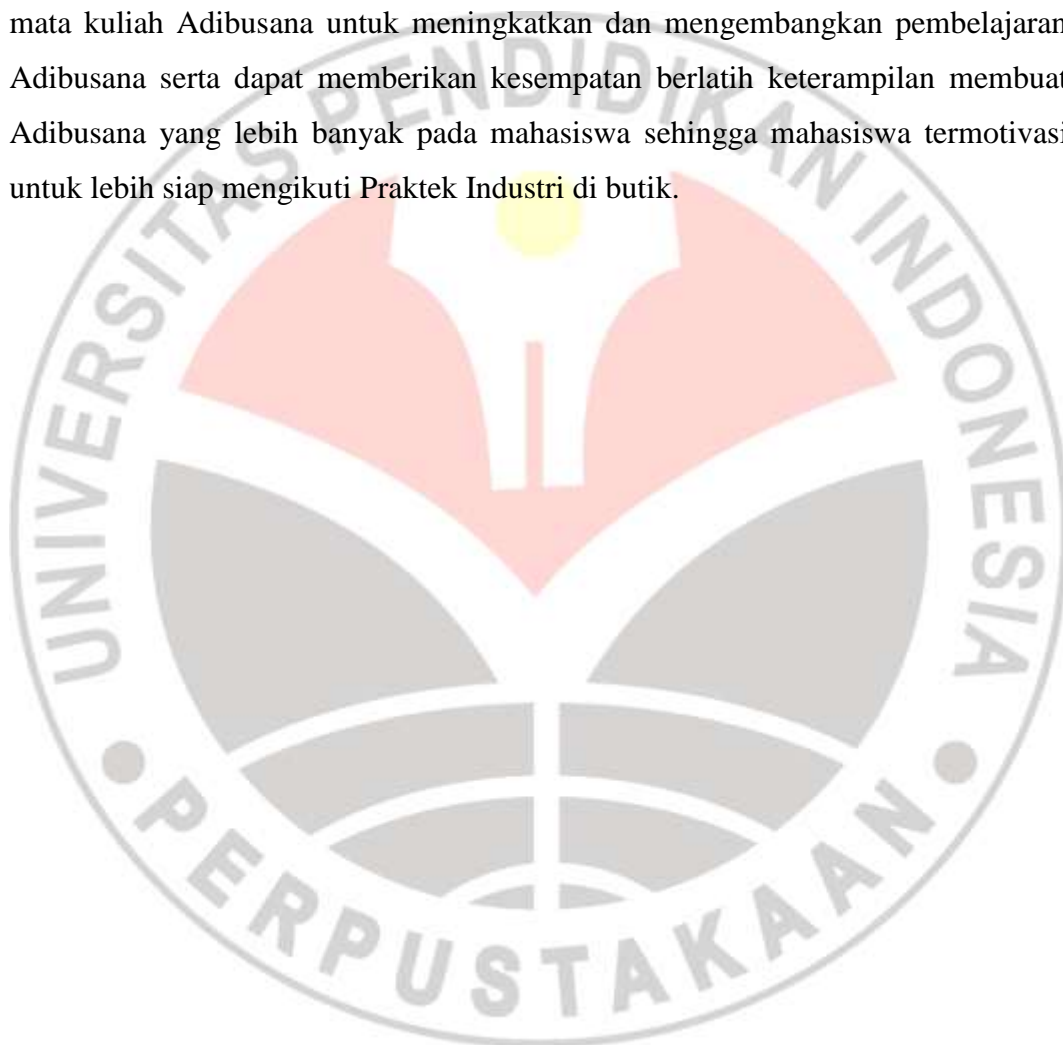 mata kuliah Adibusana untuk meningkatkan dan mengembangkan pembelajaran
Adibusana serta dapat memberikan kesempatan berlatih keterampilan membuat
Adibusana yang lebih banyak pada mahasiswa sehingga mahasiswa termotivasi
untuk lebih siap mengikuti Praktek Industri di butik.
UNIVERSITAS PENDIDIKAN INDONESIA
PERPUSTAKAAN